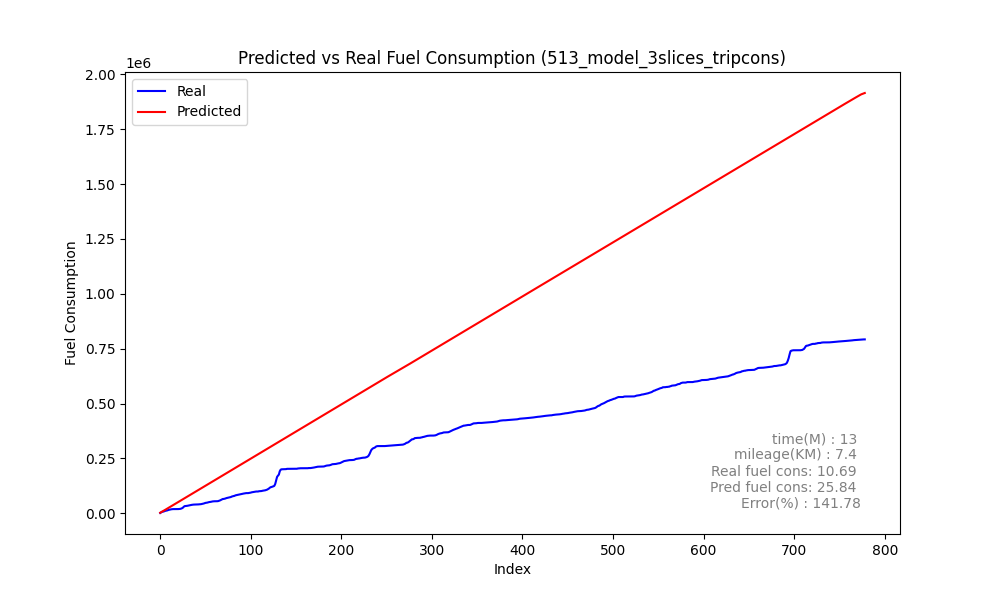 Predicted vs Real Fuel Consumption (513_model_3slices_tripcons)
1e6
Real
Predicted
2.00
1.75
1.50
1.25
1.00
0.75
0.50
0.25
0.00
Fuel Consumption
time(M) : 13
mileage(KM) : 7.4
Real fuel cons: 10.69
Pred fuel cons: 25.84
Error(%) : 141.78
0 100 200 300 400 500 600 700 800
Index